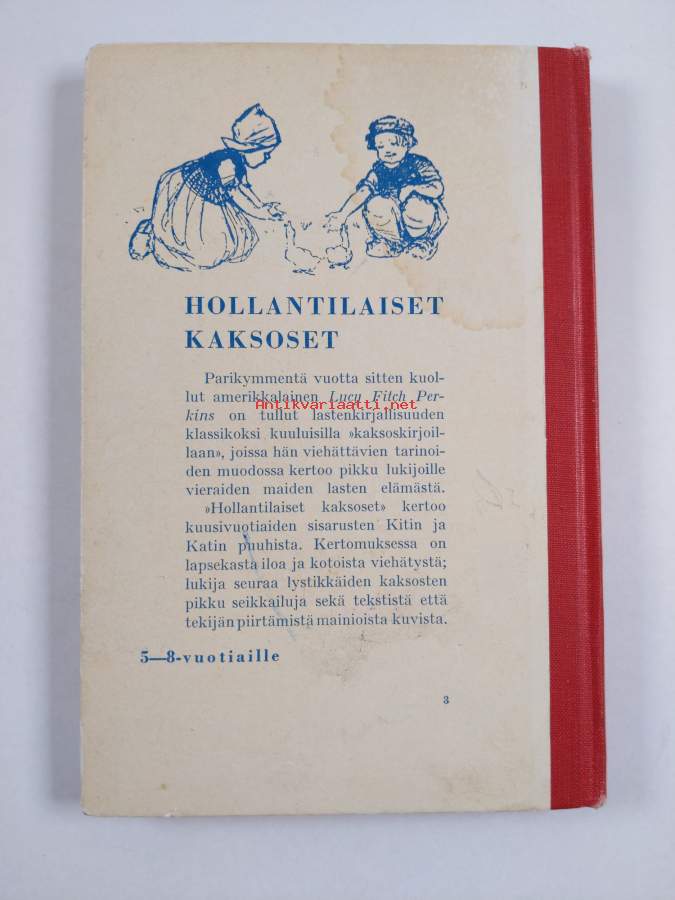 HOLLANTILAISET
KAKSOSET
Parikymmentä vuotta sitten kuol-
lut amerikkalainen Lucy Fitch Per-
Antikvariaatti.net
kins on tullut lastenkirjallisuuden
klassikoksi kuuluisilla »kaksoskirjoil-
laan», joissa hän viehättävien tarinoi-
den muodossa kertoo pikku lukijoille
vieraiden maiden lasten elämästä.
»Hollantilaiset kaksoset» kertoo
kuusivuotiaiden sisarusten Kitin ja
Katin puuhista. Kertomuksessa on
lapsekasta iloa ja kotoista viehätystä;
lukija seuraa lystikkäiden kaksosten
pikku seikkailuja sekä tekstistä että
tekijän piirtämistä mainioista kuvista.
5—8-vuotiaille
3